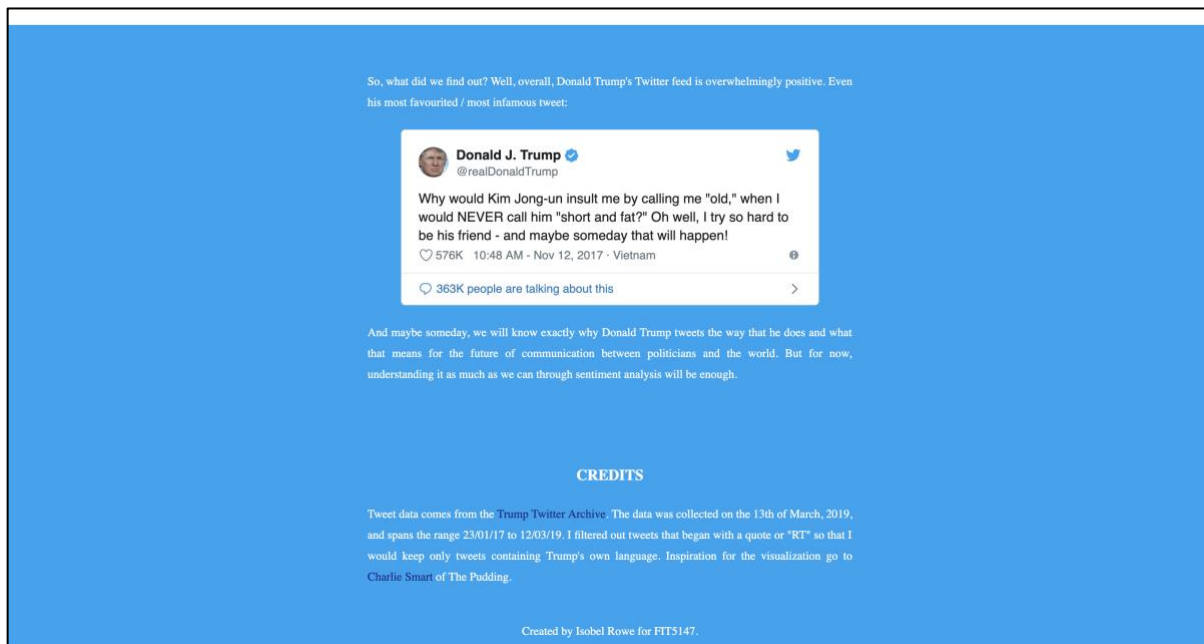 So, what did we find out? Well, overall, Donald Trump's Twitter feed is overwhelmingly positive. Even
his most favourited / most infamous tweet:
Donald J. Trump
@realDonaldTrump
Why would Kim Jong-un insult me by calling me "old," when I
would NEVER call him "short and fat?" Oh well, I try so hard to
be his friend - and maybe someday that will happen!
576K 10:48 AM - Nov 12, 2017 · Vietnam
363K people are talking about this
And maybe someday, we will know exactly why Donald Trump tweets the way that he does and what
that means for the future of communication between politicians and the world. But for now,
understanding it as much as we can through sentiment analysis will be enough.
CREDITS
Tweet data comes from the Trump Twitter Archive. The data was collected on the 13th of March, 2019,
and spans the range 23/01/17 to 12/03/19. I filtered out tweets that began with a quote or "RT" so that I
would keep only tweets containing Trump's own language. Inspiration for the visualization go to
Charlie Smart of The Pudding.
Created by Isobel Rowe for FIT5147.